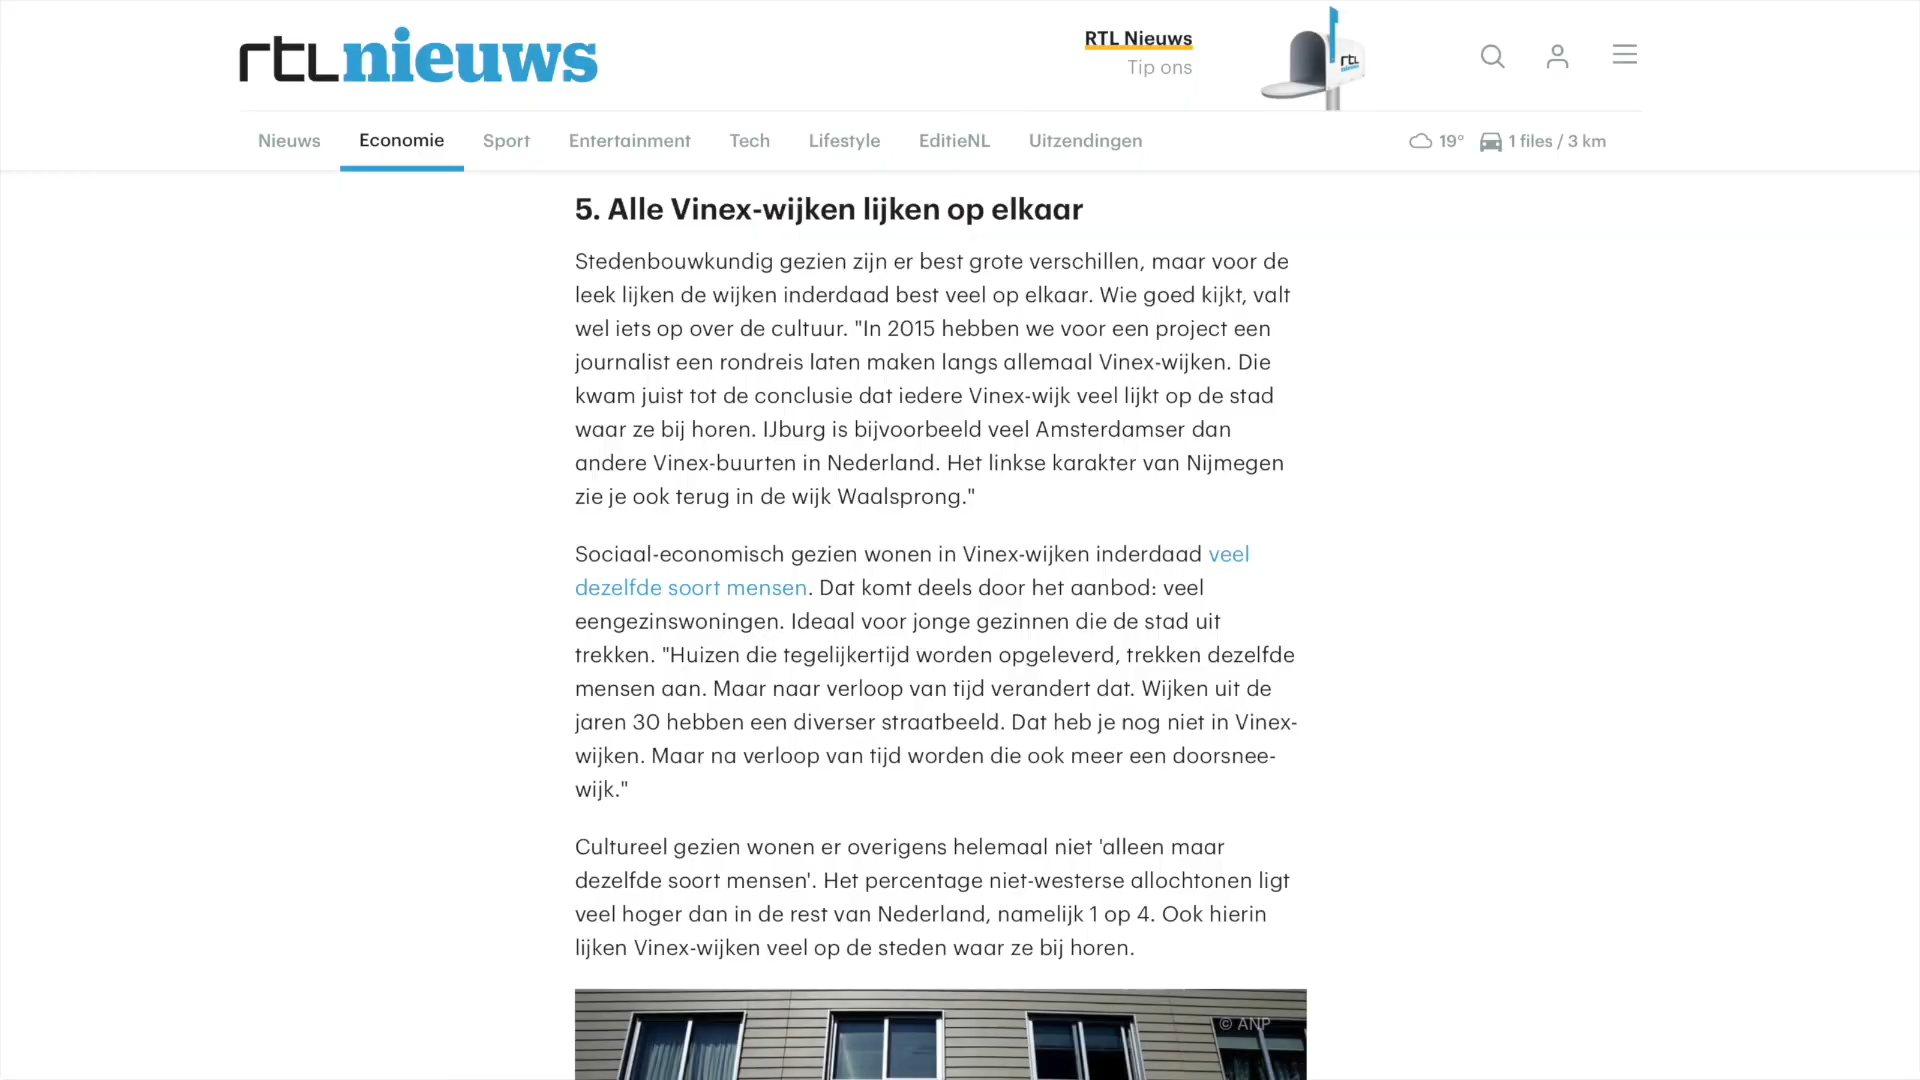 rtlnieuws
RTL Nieuws
Tip ons
rtl
nieuws
Nieuws Economie Sport Entertainment Tech Lifestyle EditieNL Uitzendingen 19° 1 files / 3 km
5. Alle Vinex-wijken lijken op elkaar
Stedenbouwkundig gezien zijn er best grote verschillen, maar voor de
leek lijken de wijken inderdaad best veel op elkaar. Wie goed kijkt, valt
wel iets op over de cultuur. "In 2015 hebben we voor een project een
journalist een rondreis laten maken langs allemaal Vinex-wijken. Die
kwam juist tot de conclusie dat iedere Vinex-wijk veel lijkt op de stad
waar ze bij horen. IJburg is bijvoorbeeld veel Amsterdamser dan
andere Vinex-buurten in Nederland. Het linkse karakter van Nijmegen
zie je ook terug in de wijk Waalsprong."
Sociaal-economisch gezien wonen in Vinex-wijken inderdaad veel
dezelfde soort mensen. Dat komt deels door het aanbod: veel
eengezinswoningen. Ideaal voor jonge gezinnen die de stad uit
trekken. "Huizen die tegelijkertijd worden opgeleverd, trekken dezelfde
mensen aan. Maar naar verloop van tijd verandert dat. Wijken uit de
jaren 30 hebben een diverser straatbeeld. Dat heb je nog niet in Vinex-
wijken. Maar na verloop van tijd worden die ook meer een doorsnee-
wijk."
Cultureel gezien wonen er overigens helemaal niet 'alleen maar
dezelfde soort mensen'. Het percentage niet-westerse allochtonen ligt
veel hoger dan in de rest van Nederland, namelijk 1 op 4. Ook hierin
lijken Vinex-wijken veel op de steden waar ze bij horen.
© ANP